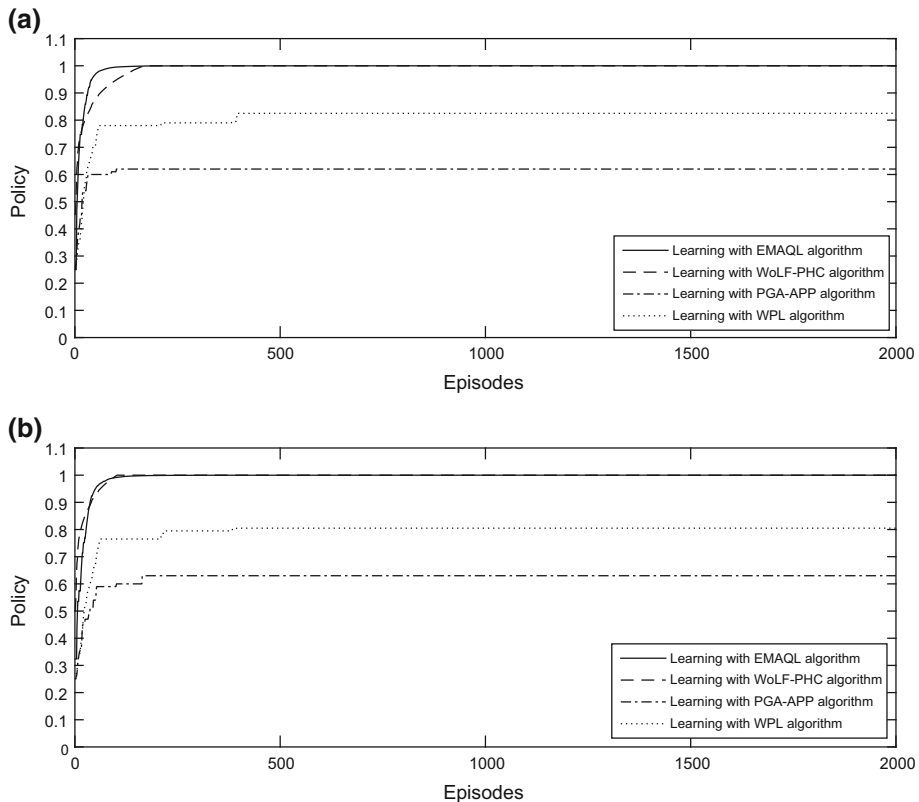 (a)
1.1
1
0.9
0.8
0.7
0.6
0.5
0.4
0.3
0.2
0.1
0
Policy
Learning with EMAQL algorithm
Learning with WoLF-PHC algorithm
Learning with PGA-APP algorithm
Learning with WPL algorithm
0 500 1000 1500 2000
Episodes
(b)
1.1
1
0.9
0.8
0.7
0.6
0.5
0.4
0.3
0.2
0.1
0
Policy
Learning with EMAQL algorithm
Learning with WoLF-PHC algorithm
Learning with PGA-APP algorithm
Learning with WPL algorithm
0 500 1000 1500 2000
Episodes